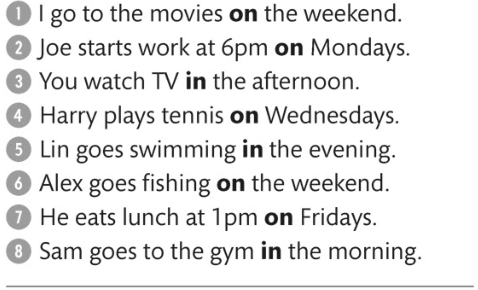 1 I go to the movies on the weekend.
2 Joe starts work at 6pm on Mondays.
3 You watch TV in the afternoon.
4 Harry plays tennis on Wednesdays.
5 Lin goes swimming in the evening.
6 Alex goes fishing on the weekend.
7 He eats lunch at 1pm on Fridays.
8 Sam goes to the gym in the morning.